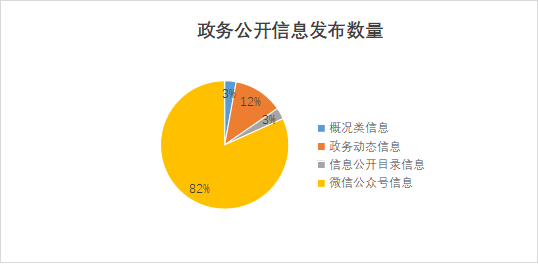 政务公开信息发布数量
3%
12%
3%
82%
概况类信息
政务动态信息
信息公开目录信息
微信公众号信息